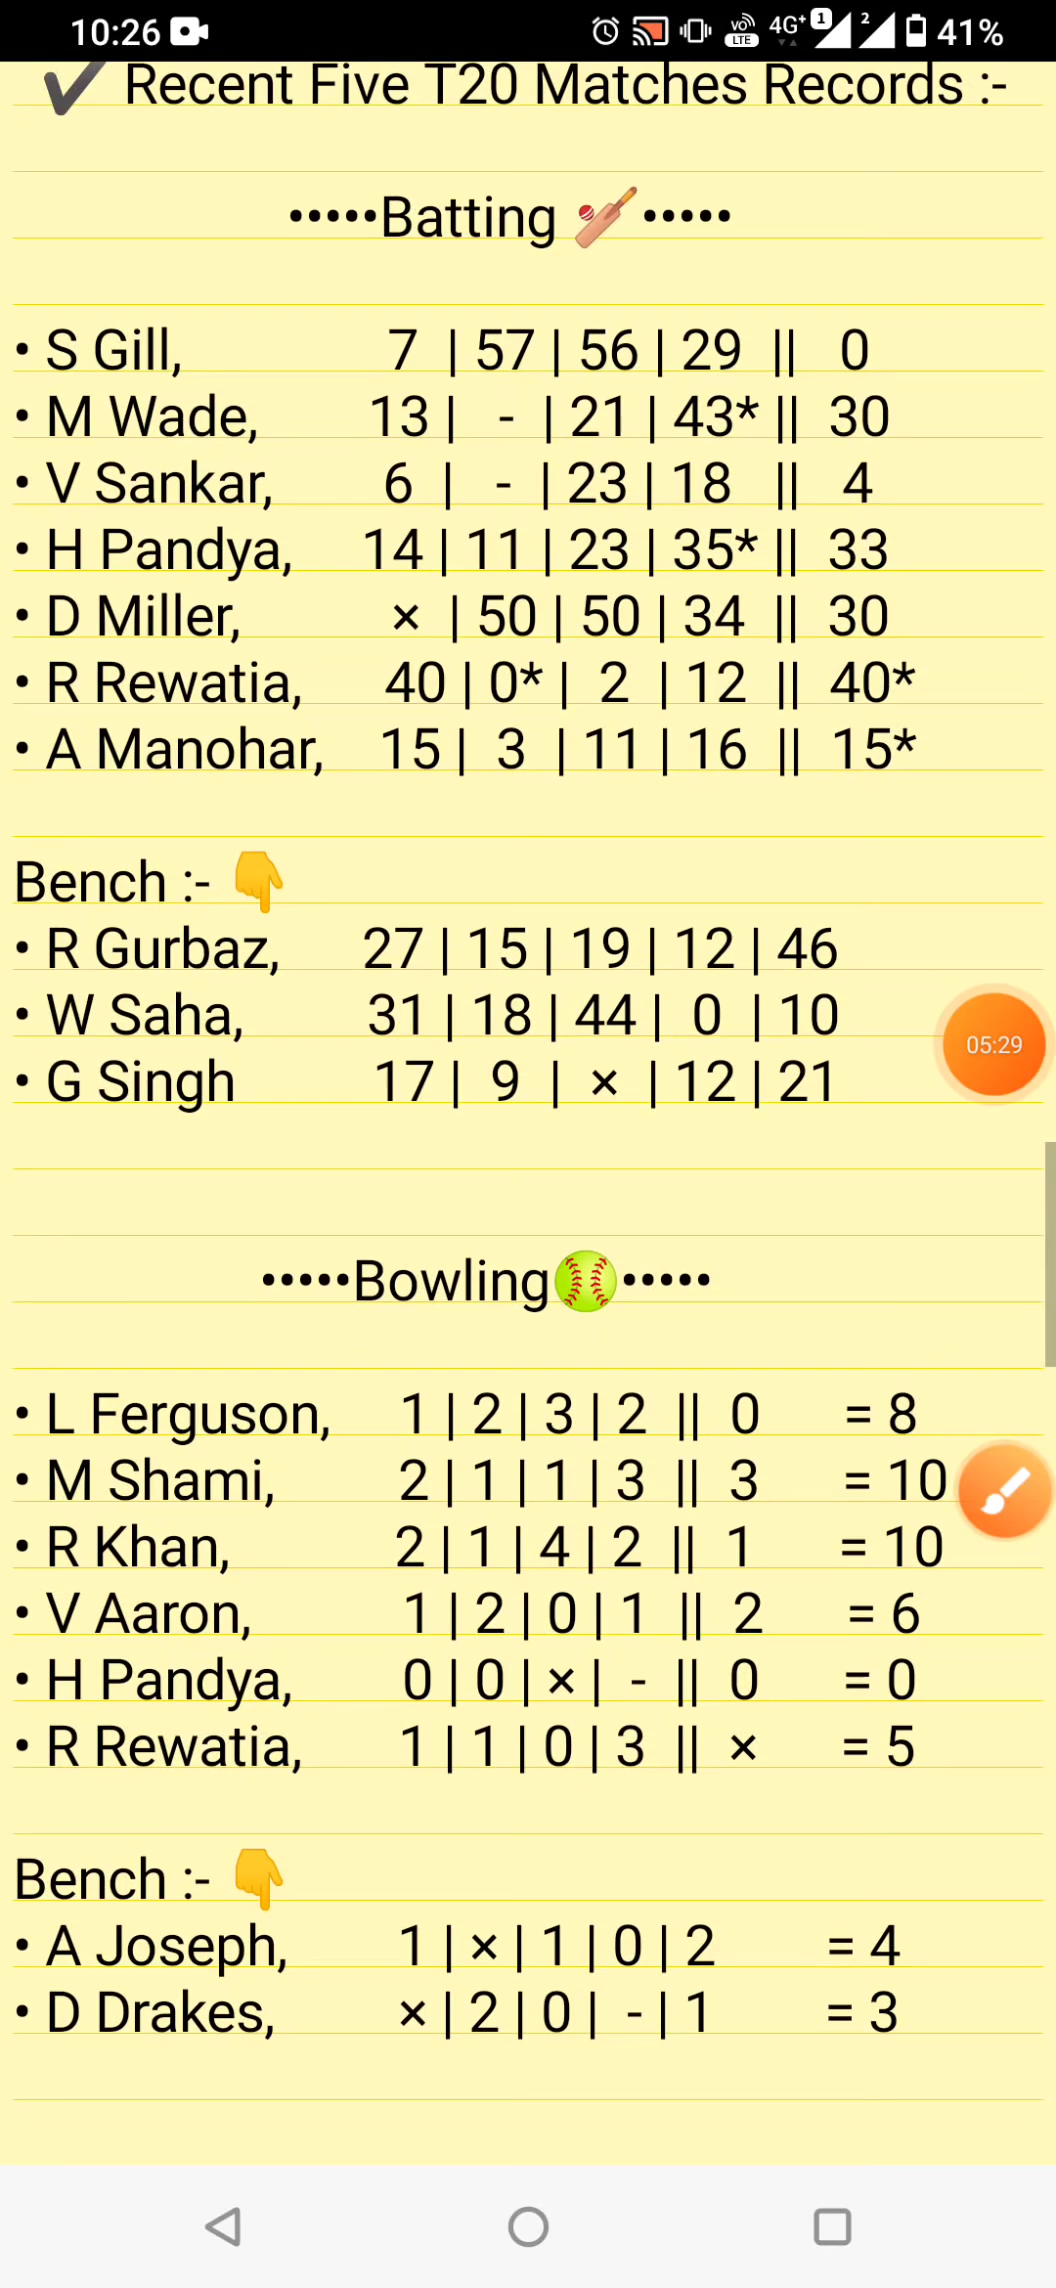 10:26 VO LTE 4G+ 1 2 41%
✔ Recent Five T20 Matches Records :-
•••••Batting 🏏•••••
• S Gill, 7 | 57 | 56 | 29 || 0
• M Wade, 13 | - | 21 | 43* || 30
• V Sankar, 6 | - | 23 | 18 || 4
• H Pandya, 14 | 11 | 23 | 35* || 33
• D Miller, × | 50 | 50 | 34 || 30
• R Rewatia, 40 | 0* | 2 | 12 || 40*
• A Manohar, 15 | 3 | 11 | 16 || 15*
Bench :- 👇
• R Gurbaz, 27 | 15 | 19 | 12 | 46
• W Saha, 31 | 18 | 44 | 0 | 10
05:29
• G Singh 17 | 9 | × | 12 | 21
•••••Bowling🥎•••••
• L Ferguson, 1 | 2 | 3 | 2 || 0 = 8
• M Shami, 2 | 1 | 1 | 3 || 3 = 10
• R Khan, 2 | 1 | 4 | 2 || 1 = 10
• V Aaron, 1 | 2 | 0 | 1 || 2 = 6
• H Pandya, 0 | 0 | × | - || 0 = 0
• R Rewatia, 1 | 1 | 0 | 3 || × = 5
Bench :- 👇
• A Joseph, 1 | × | 1 | 0 | 2 = 4
• D Drakes, × | 2 | 0 | - | 1 = 3